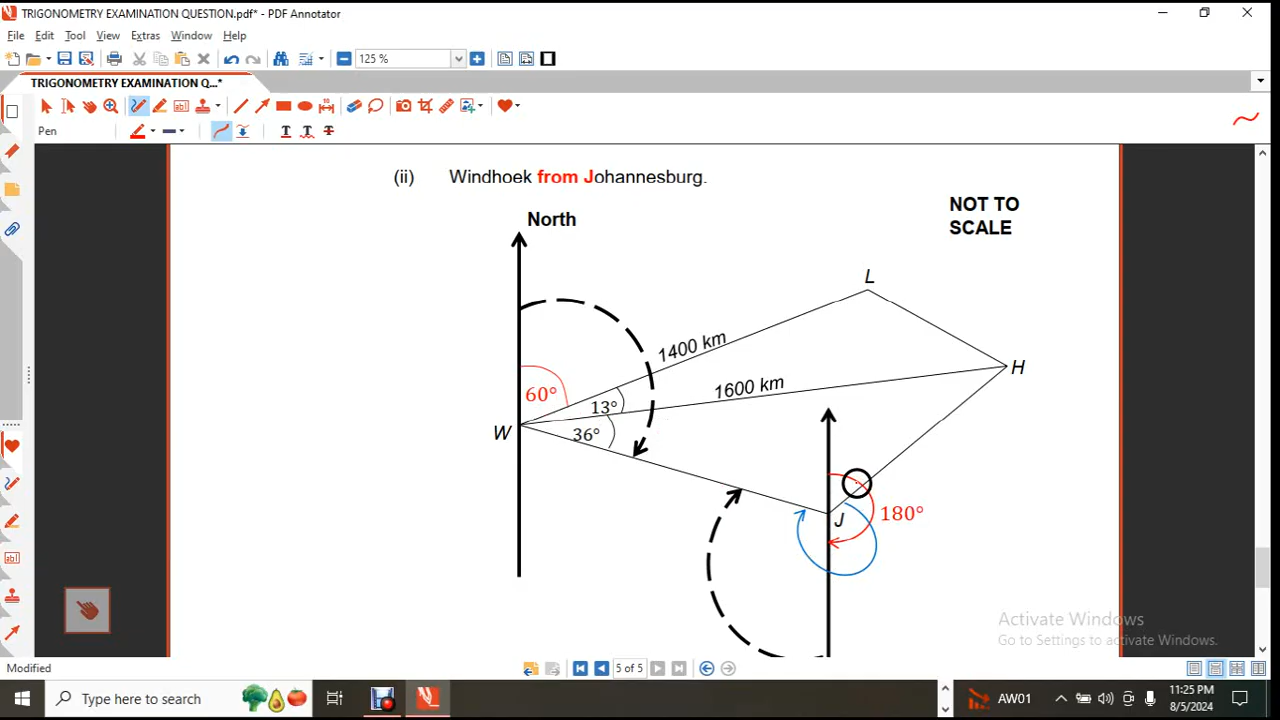 TRIGONOMETRY EXAMINATION QUESTION.pdf* - PDF Annotator
File Edit Tool View Extras Window Help
125 %
TRIGONOMETRY EXAMINATION Q...*
Pen
(ii) Windhoek from Johannesburg.
NOT TO
SCALE
North
L
1400 km
H
1600 km
60°
13°
W
36°
J
180°
Activate Windows
Go to Settings to activate Windows.
Modified
5 of 5
Type here to search
AW01
11:25 PM
8/5/2024